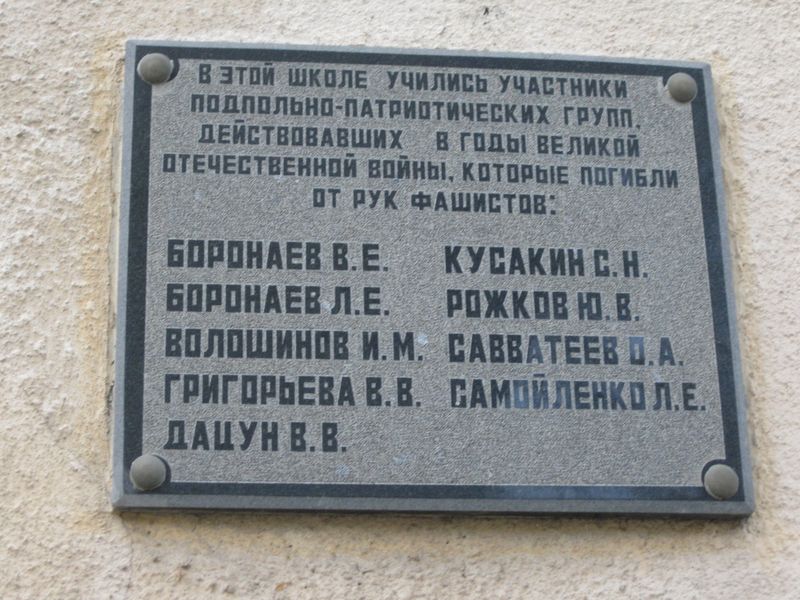 В ЭТОЙ ШКОЛЕ УЧИЛИСЬ УЧАСТНИКИ
ПОДПОЛЬНО-ПАТРИОТИЧЕСКИХ ГРУПП,
ДЕЙСТВОВАВШИХ В ГОДЫ ВЕЛИКОЙ
ОТЕЧЕСТВЕННОЙ ВОЙНЫ, КОТОРЫЕ ПОГИБЛИ
ОТ РУК ФАШИСТОВ:
БОРОНАЕВ В.Е.
БОРОНАЕВ Л.Е.
ВОЛОШИНОВ И.М.
ГРИГОРЬЕВА В.В.
ДАЦУН В.В.
КУСАКИН С.Н.
РОЖКОВ Ю.В.
САВВАТЕЕВ О.А.
САМОЙЛЕНКО Л.Е.